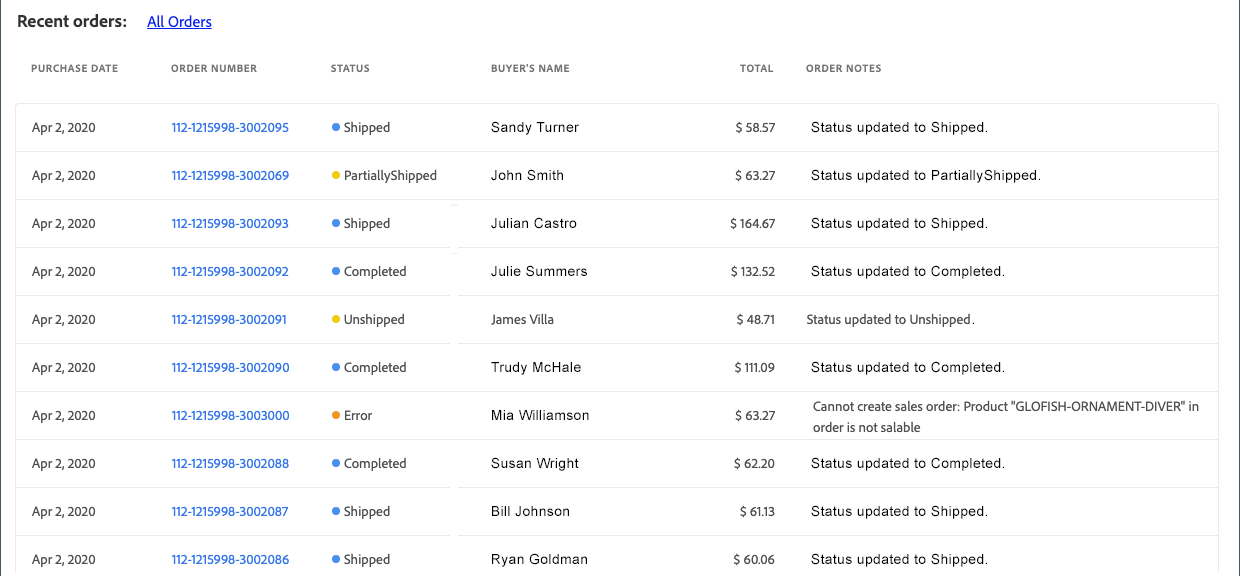 Recent orders: All Orders
PURCHASE DATE ORDER NUMBER STATUS BUYER'S NAME TOTAL ORDER NOTES
Apr 2, 2020 112-1215998-3002095 Shipped Sandy Turner $ 58.57 Status updated to Shipped.
Apr 2, 2020 112-1215998-3002069 PartiallyShipped John Smith $ 63.27 Status updated to PartiallyShipped.
Apr 2, 2020 112-1215998-3002093 Shipped Julian Castro $ 164.67 Status updated to Shipped.
Apr 2, 2020 112-1215998-3002092 Completed Julie Summers $ 132.52 Status updated to Completed.
Apr 2, 2020 112-1215998-3002091 Unshipped James Villa $ 48.71 Status updated to Unshipped.
Apr 2, 2020 112-1215998-3002090 Completed Trudy McHale $ 111.09 Status updated to Completed.
Apr 2, 2020 112-1215998-3003000 Error Mia Williamson $ 63.27 Cannot create sales order: Product "GLOFISH-ORNAMENT-DIVER" in
order is not salable
Apr 2, 2020 112-1215998-3002088 Completed Susan Wright $ 62.20 Status updated to Completed.
Apr 2, 2020 112-1215998-3002087 Shipped Bill Johnson $ 61.13 Status updated to Shipped.
Apr 2, 2020 112-1215998-3002086 Shipped Ryan Goldman $ 60.06 Status updated to Shipped.